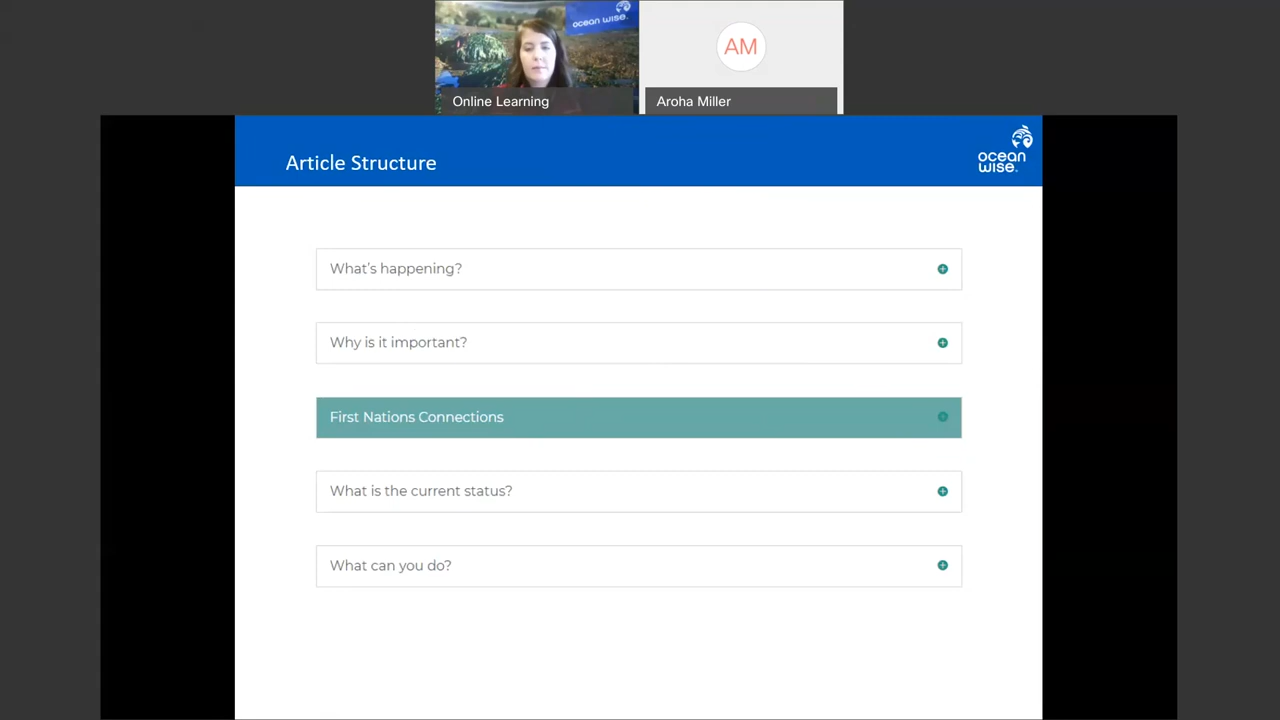 ocean wise.
AM
Online Learning
Aroha Miller
Article Structure
ocean
wise.
What's happening?
Why is it important?
First Nations Connections
What is the current status?
What can you do?